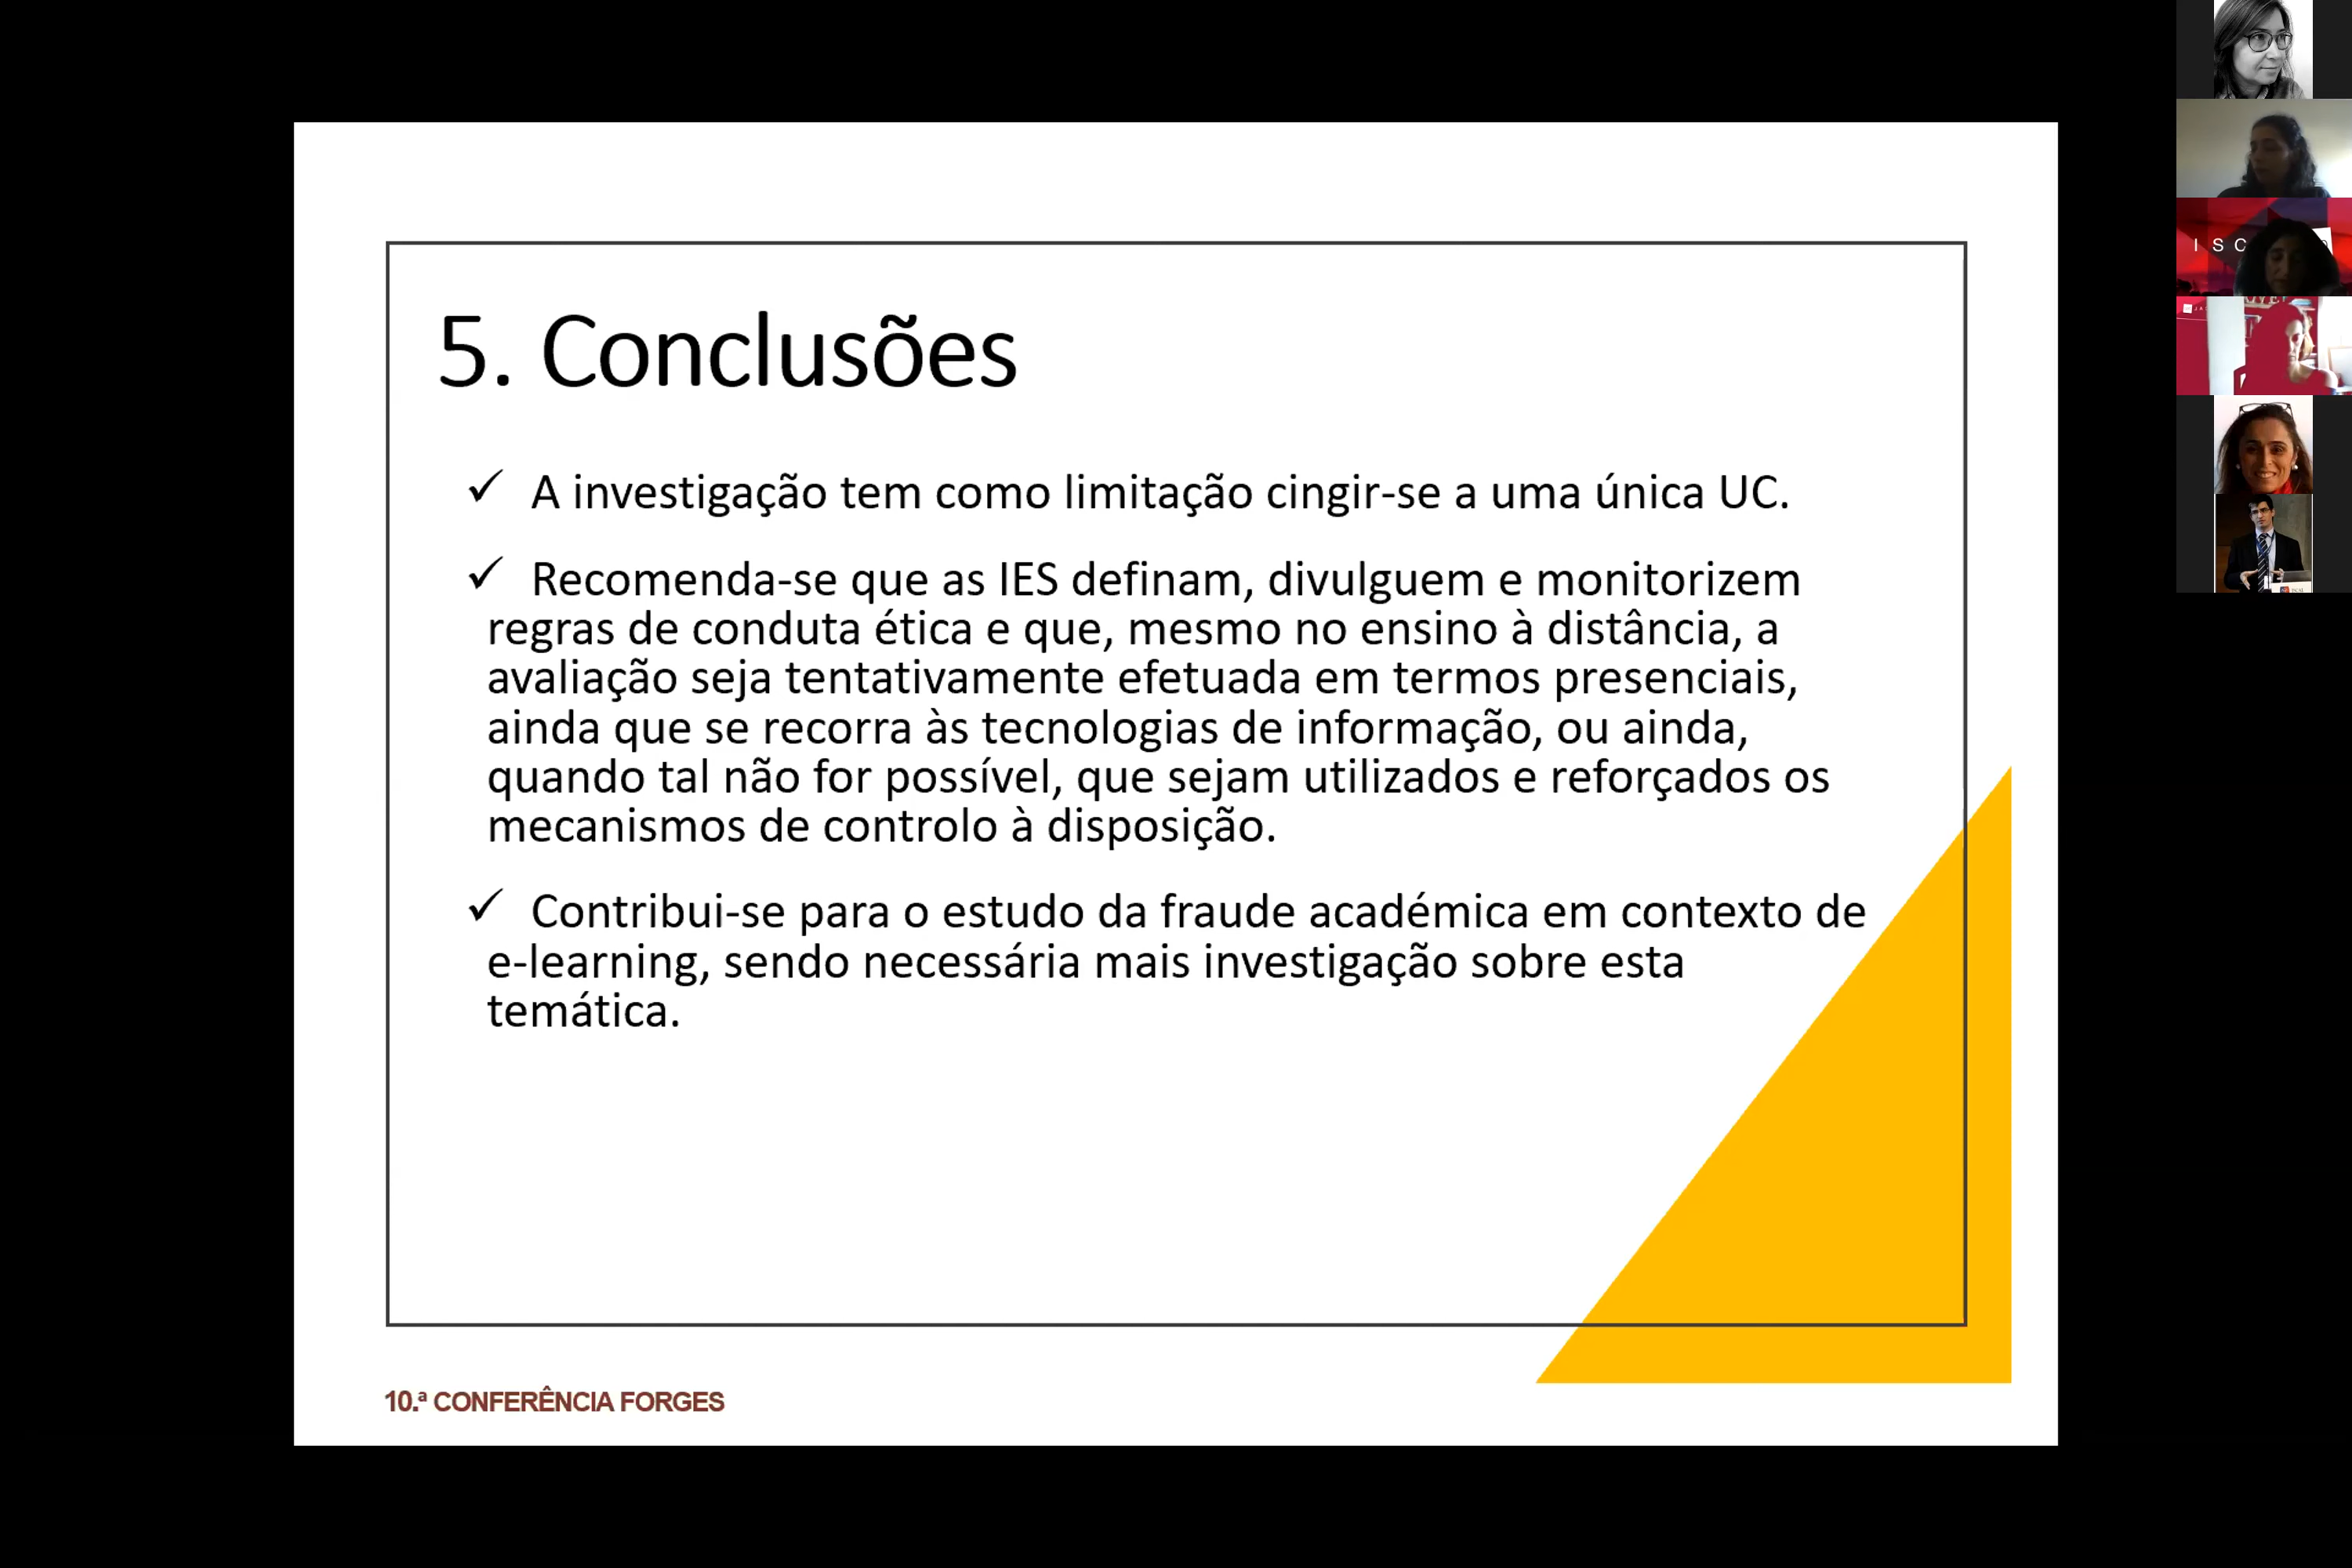 5. Conclusões
✓ A investigação tem como limitação cingir-se a uma única UC.
✓ Recomenda-se que as IES definam, divulguem e monitorizem
regras de conduta ética e que, mesmo no ensino à distância, a
avaliação seja tentativamente efetuada em termos presenciais,
ainda que se recorra às tecnologias de informação, ou ainda,
quando tal não for possível, que sejam utilizados e reforçados os
mecanismos de controlo à disposição.
✓ Contribui-se para o estudo da fraude académica em contexto de
e-learning, sendo necessária mais investigação sobre esta
temática.
10.ª CONFERÊNCIA FORGES
I S C